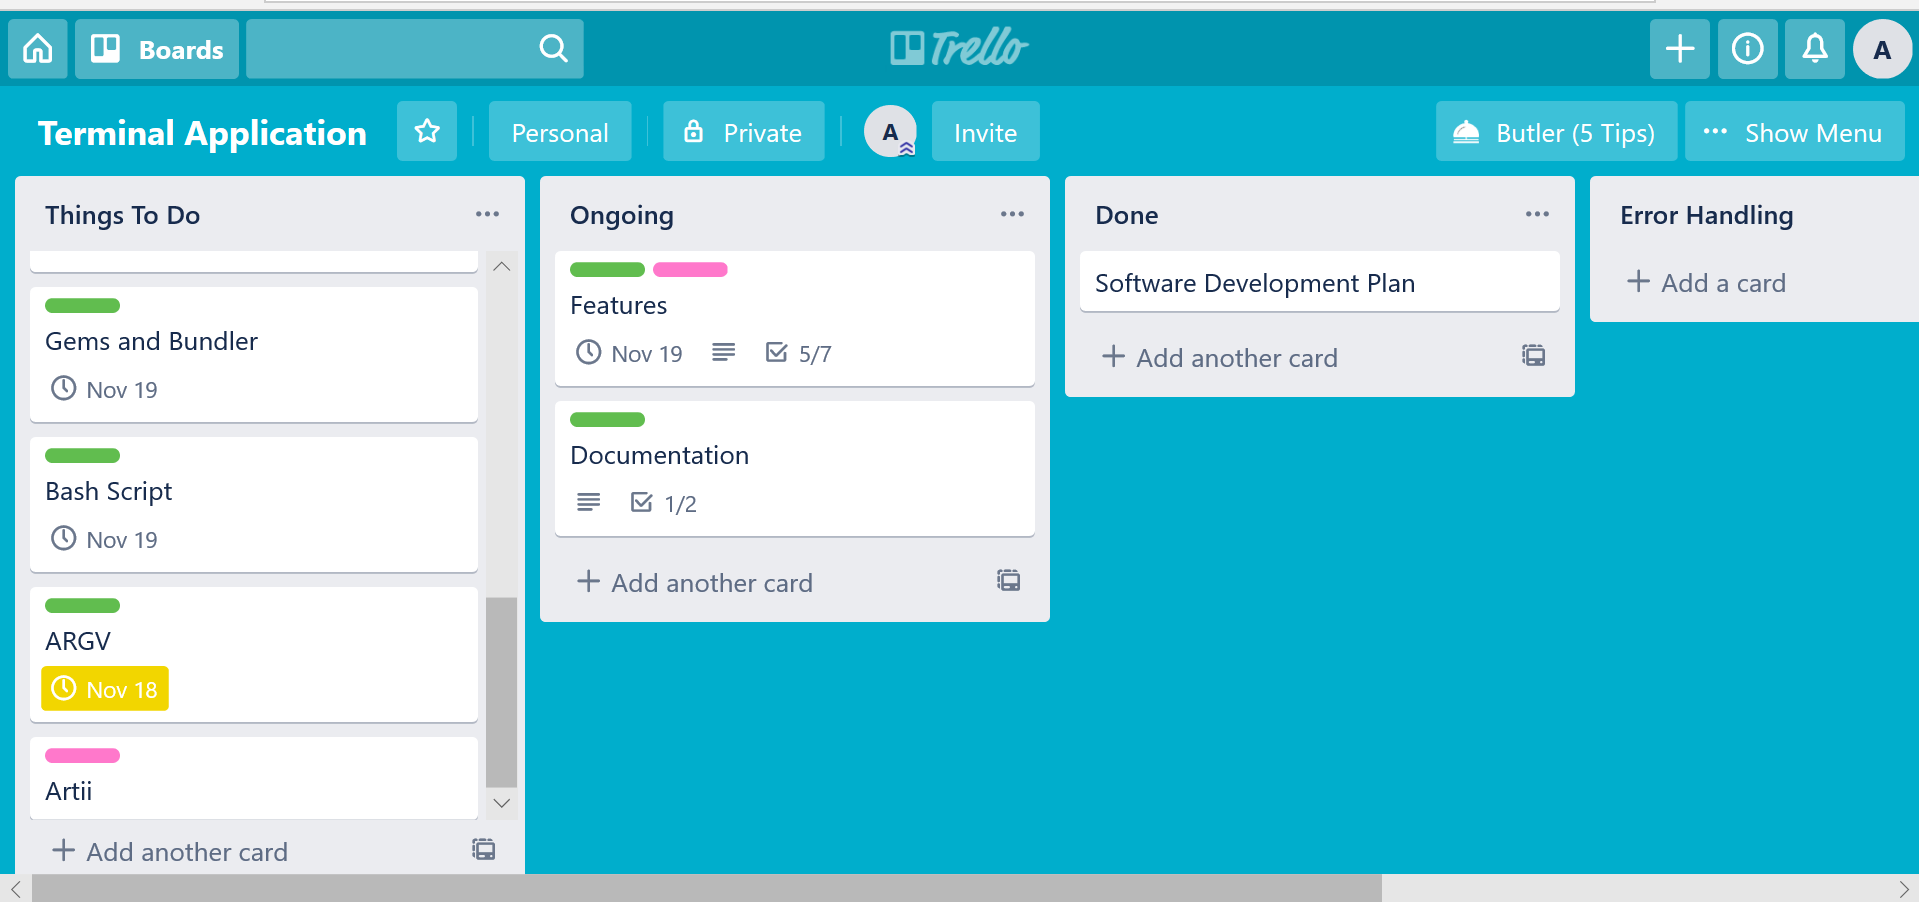 Boards
Trello
A
Terminal Application
Personal
Private
A
Invite
Butler (5 Tips)
Show Menu
Things To Do
Gems and Bundler
Nov 19
Bash Script
Nov 19
ARGV
Nov 18
Artii
Add another card
Ongoing
Features
Nov 19
5/7
Documentation
1/2
Add another card
Done
Software Development Plan
Add another card
Error Handling
Add a card